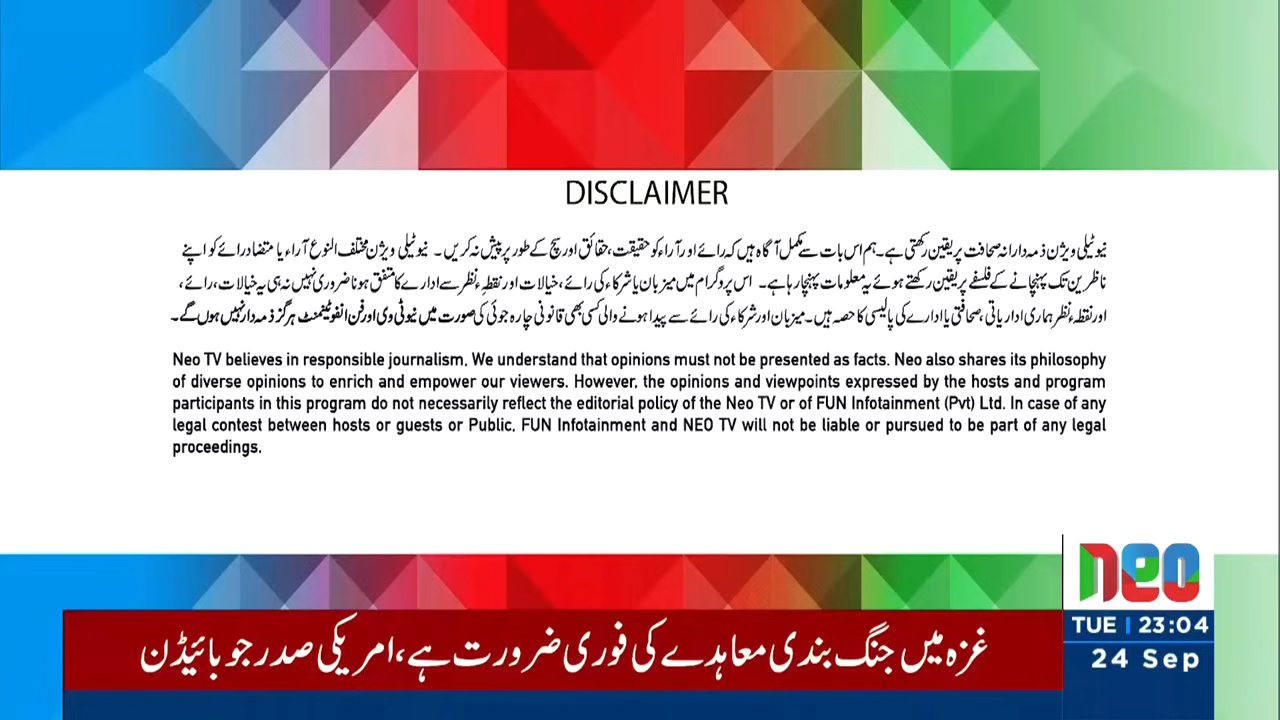 DISCLAIMER
نیو ٹیلی ویژن ذمہ دارانہ صحافت پر یقین رکھتی ہے۔ ہم اس بات سے مکمل آگاہ ہیں کہ رائے اور آراء کو حقیقت، حقائق اور سچ کے طور پر پیش نہ کریں ۔ نیو ٹیلی ویژن مختلف النوع آراء یا متضاد رائے کو اپنے
ناظرین تک پہنچانے کے فلسفے پر یقین رکھتے ہوئے یہ معلومات پہنچا رہا ہے ۔ اس پروگرام میں میزبان یا شرکاء کی رائے، خیالات اور نقطہء نظر سے ادارے کا متفق ہونا ضروری نہیں نہ ہی یہ خیالات، رائے،
اور نقطہء نظر ہماری ادارتی، صحافتی یا ادارے کی پالیسی کا حصہ ہیں۔ میزبان اور شرکاء کی رائے سے پیدا ہونے والی کسی بھی قانونی چارہ جوئی کی صورت میں نیو ٹی وی اور فن انفوٹینمنٹ ہرگز ذمہ دار نہیں ہوں گے۔
Neo TV believes in responsible journalism. We understand that opinions must not be presented as facts. Neo also shares its philosophy
of diverse opinions to enrich and empower our viewers. However, the opinions and viewpoints expressed by the hosts and program
participants in this program do not necessarily reflect the editorial policy of the Neo TV or of FUN Infotainment (Pvt) Ltd. In case of any
legal contest between hosts or guests or Public, FUN Infotainment and NEO TV will not be liable or pursued to be part of any legal
proceedings.
neo
TUE | 23:04
24 Sep
غزہ میں جنگ بندی معاہدے کی فوری ضرورت ہے، امریکی صدر جو بائیڈن